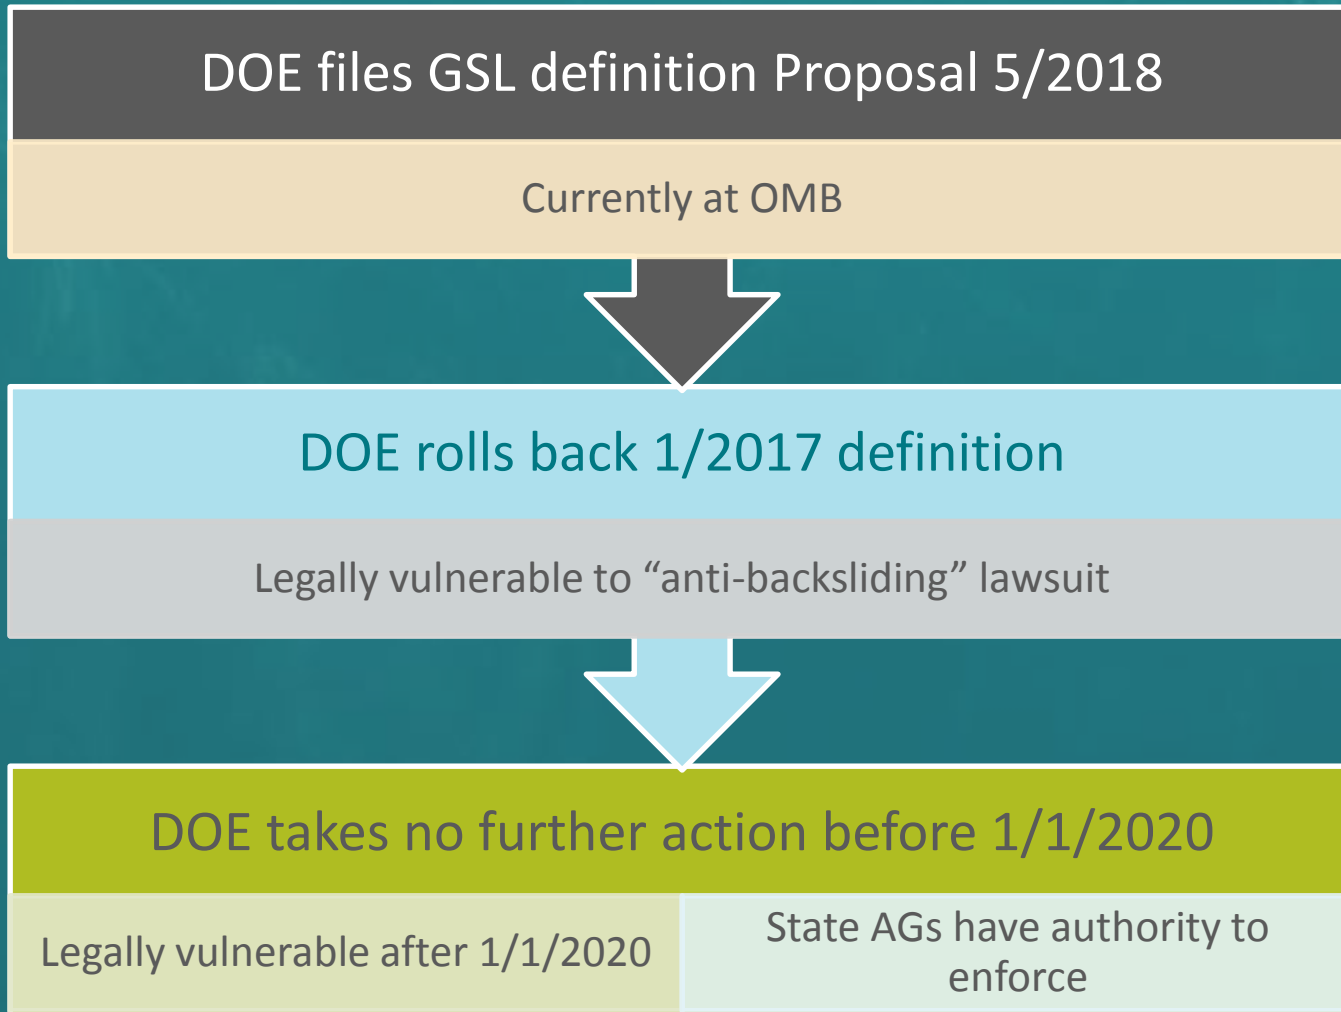 DOE files GSL definition Proposal 5/2018
Currently at OMB
DOE rolls back 1/2017 definition
Legally vulnerable to “anti-backsliding” lawsuit
DOE takes no further action before 1/1/2020
Legally vulnerable after 1/1/2020
State AGs have authority to
enforce